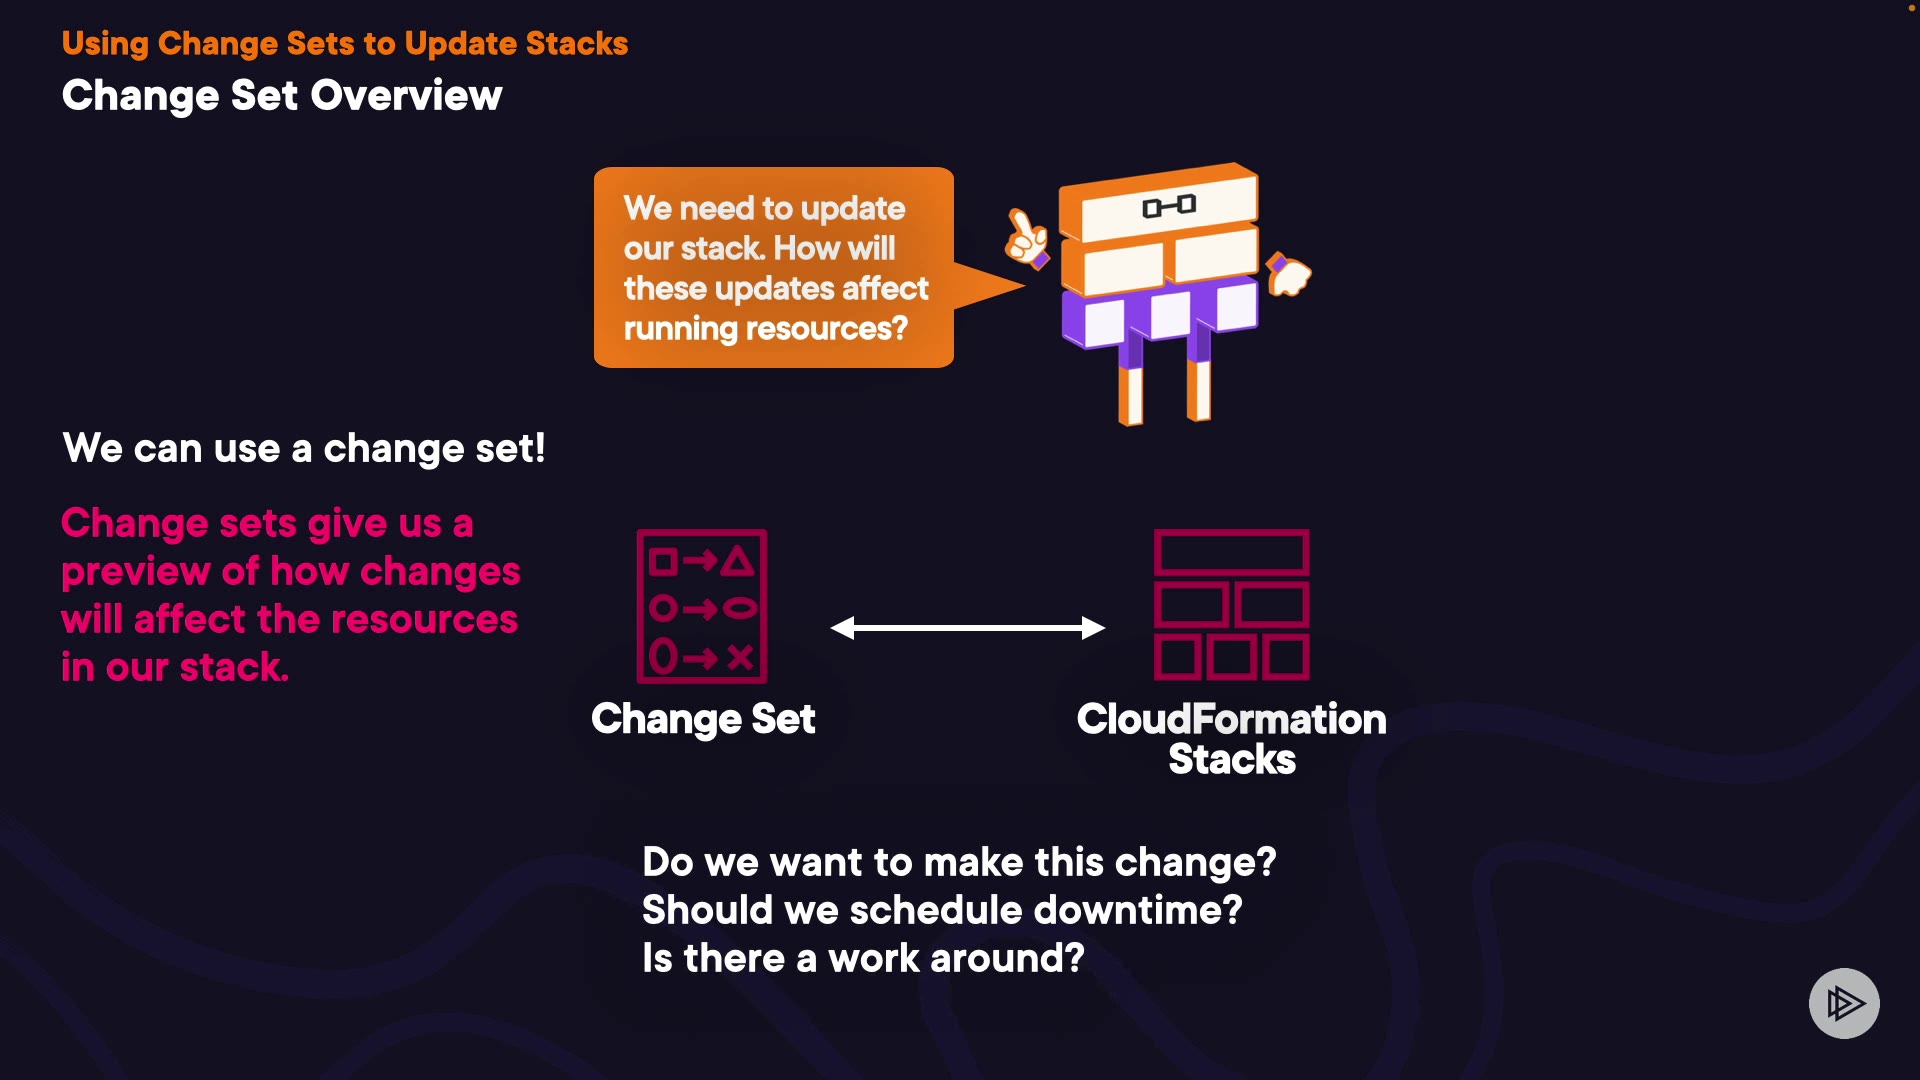 Using Change Sets to Update Stacks
Change Set Overview
We need to update
our stack. How will
these updates affect
running resources?
We can use a change set!
Change sets give us a
preview of how changes
will affect the resources
in our stack.
Change Set
CloudFormation
Stacks
Do we want to make this change?
Should we schedule downtime?
Is there a work around?